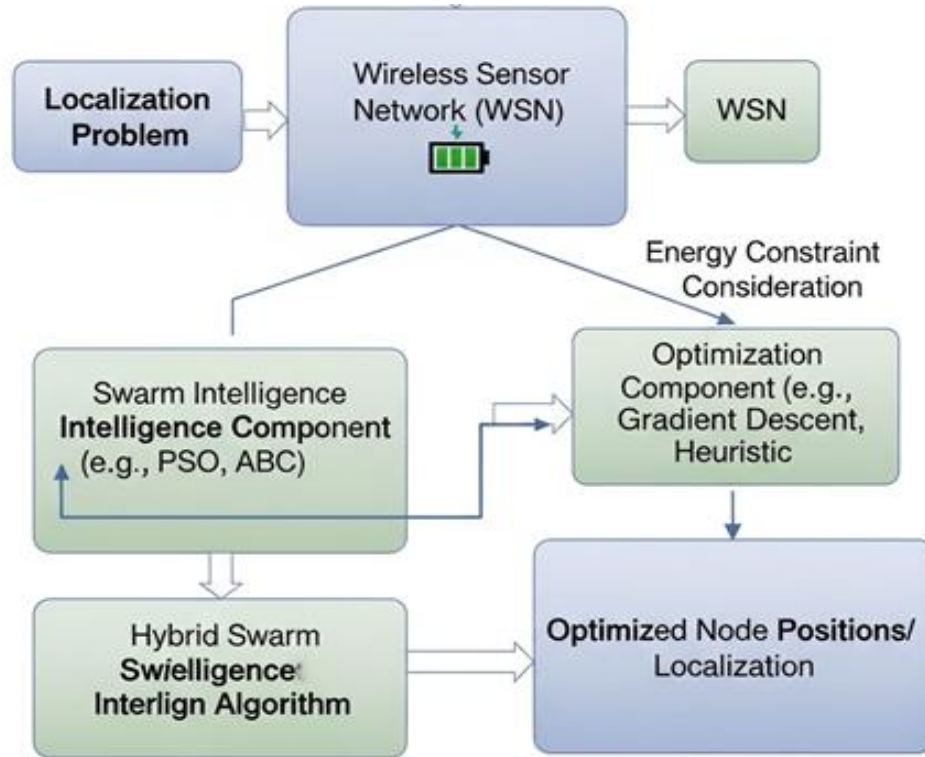 Localization
Problem
Wireless Sensor
Network (WSN)
WSN
Energy Constraint
Consideration
Swarm Intelligence
Intelligence Component
(e.g., PSO, ABC)
Optimization
Component (e.g.,
Gradient Descent,
Heuristic
Hybrid Swarm
Swielligence
Interlign Algorithm
Optimized Node Positions/
Localization